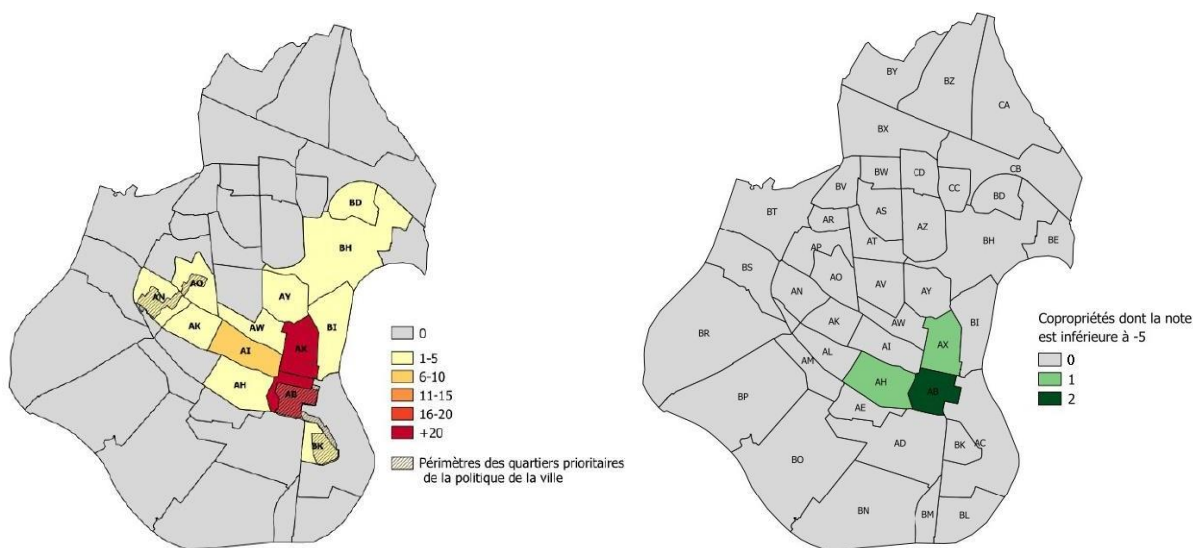 BD
BH
AN
AO
AY
BI
AK
AW
AX
AI
AH
AB
BK
0
1-5
6-10
11-15
16-20
+20
Périmètres des quartiers prioritaires
de la politique de la ville
BY
BZ
CA
BX
CB
BW
CD
CC
BV
BD
BT
AR
AS
AZ
AP
AT
BH
BE
BS
AO
AN
AV
AY
BR
AK
AW
BI
AX
AL
AI
AM
AH
AB
BP
AE
AD
BK
AC
BO
BN
BM
BL
Copropriétés dont la note
est inférieure à -5
0
1
2